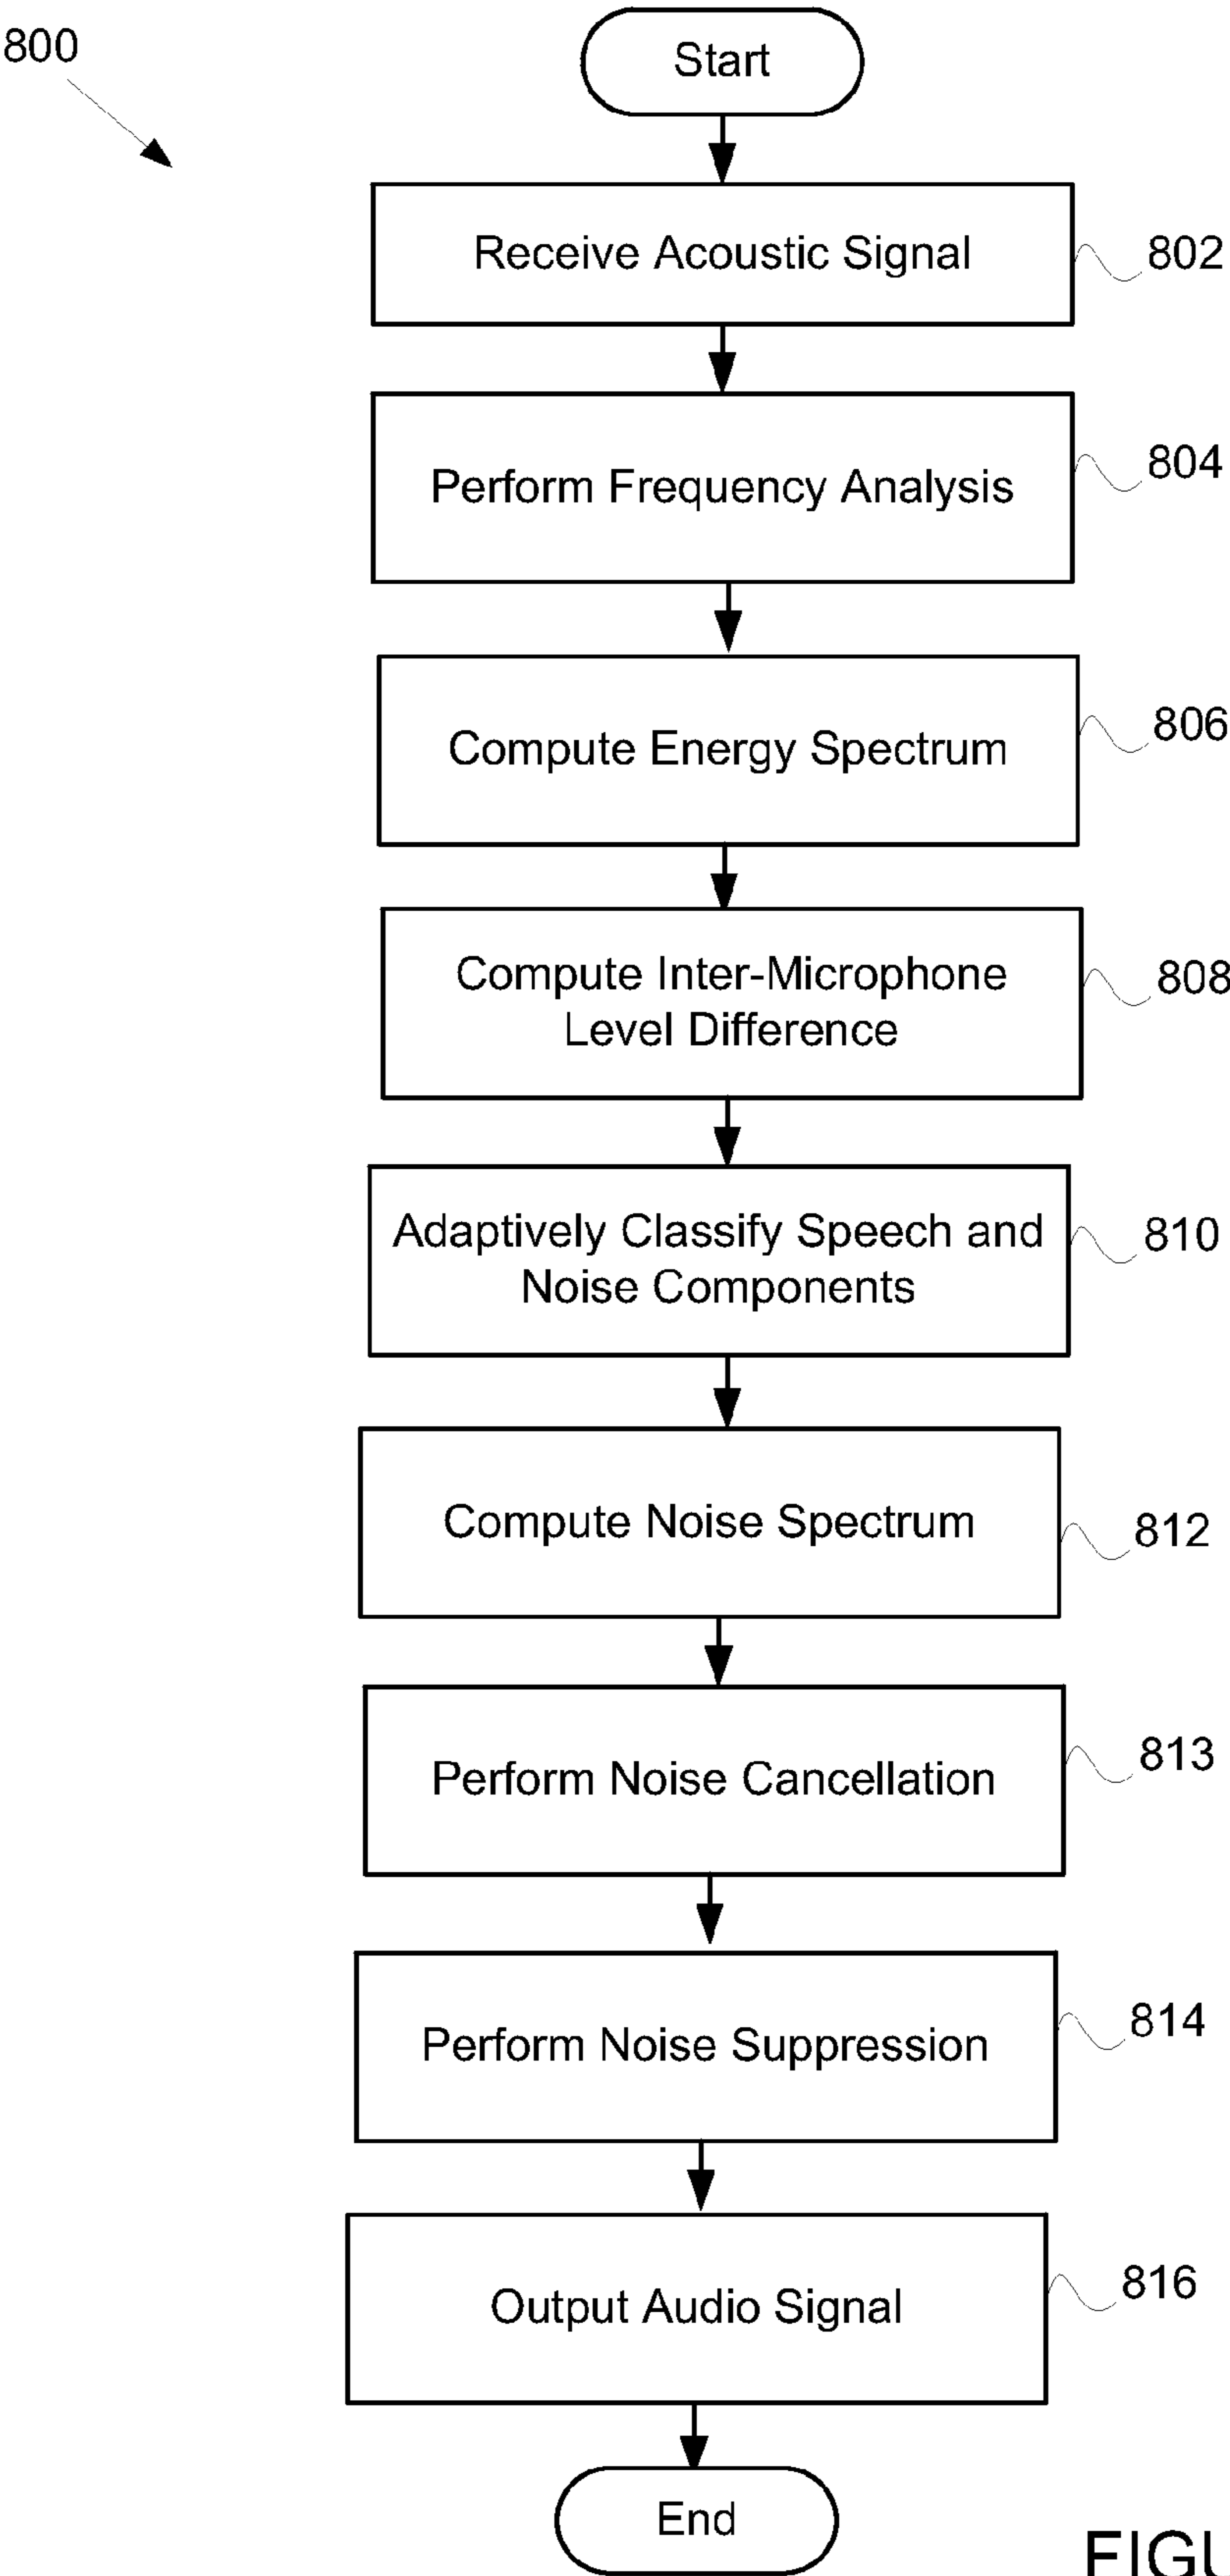 800
Start
Receive Acoustic Signal
802
Perform Frequency Analysis
804
Compute Energy Spectrum
806
Compute Inter-Microphone
Level Difference
808
Adaptively Classify Speech and
Noise Components
810
Compute Noise Spectrum
812
Perform Noise Cancellation
813
Perform Noise Suppression
814
Output Audio Signal
816
End